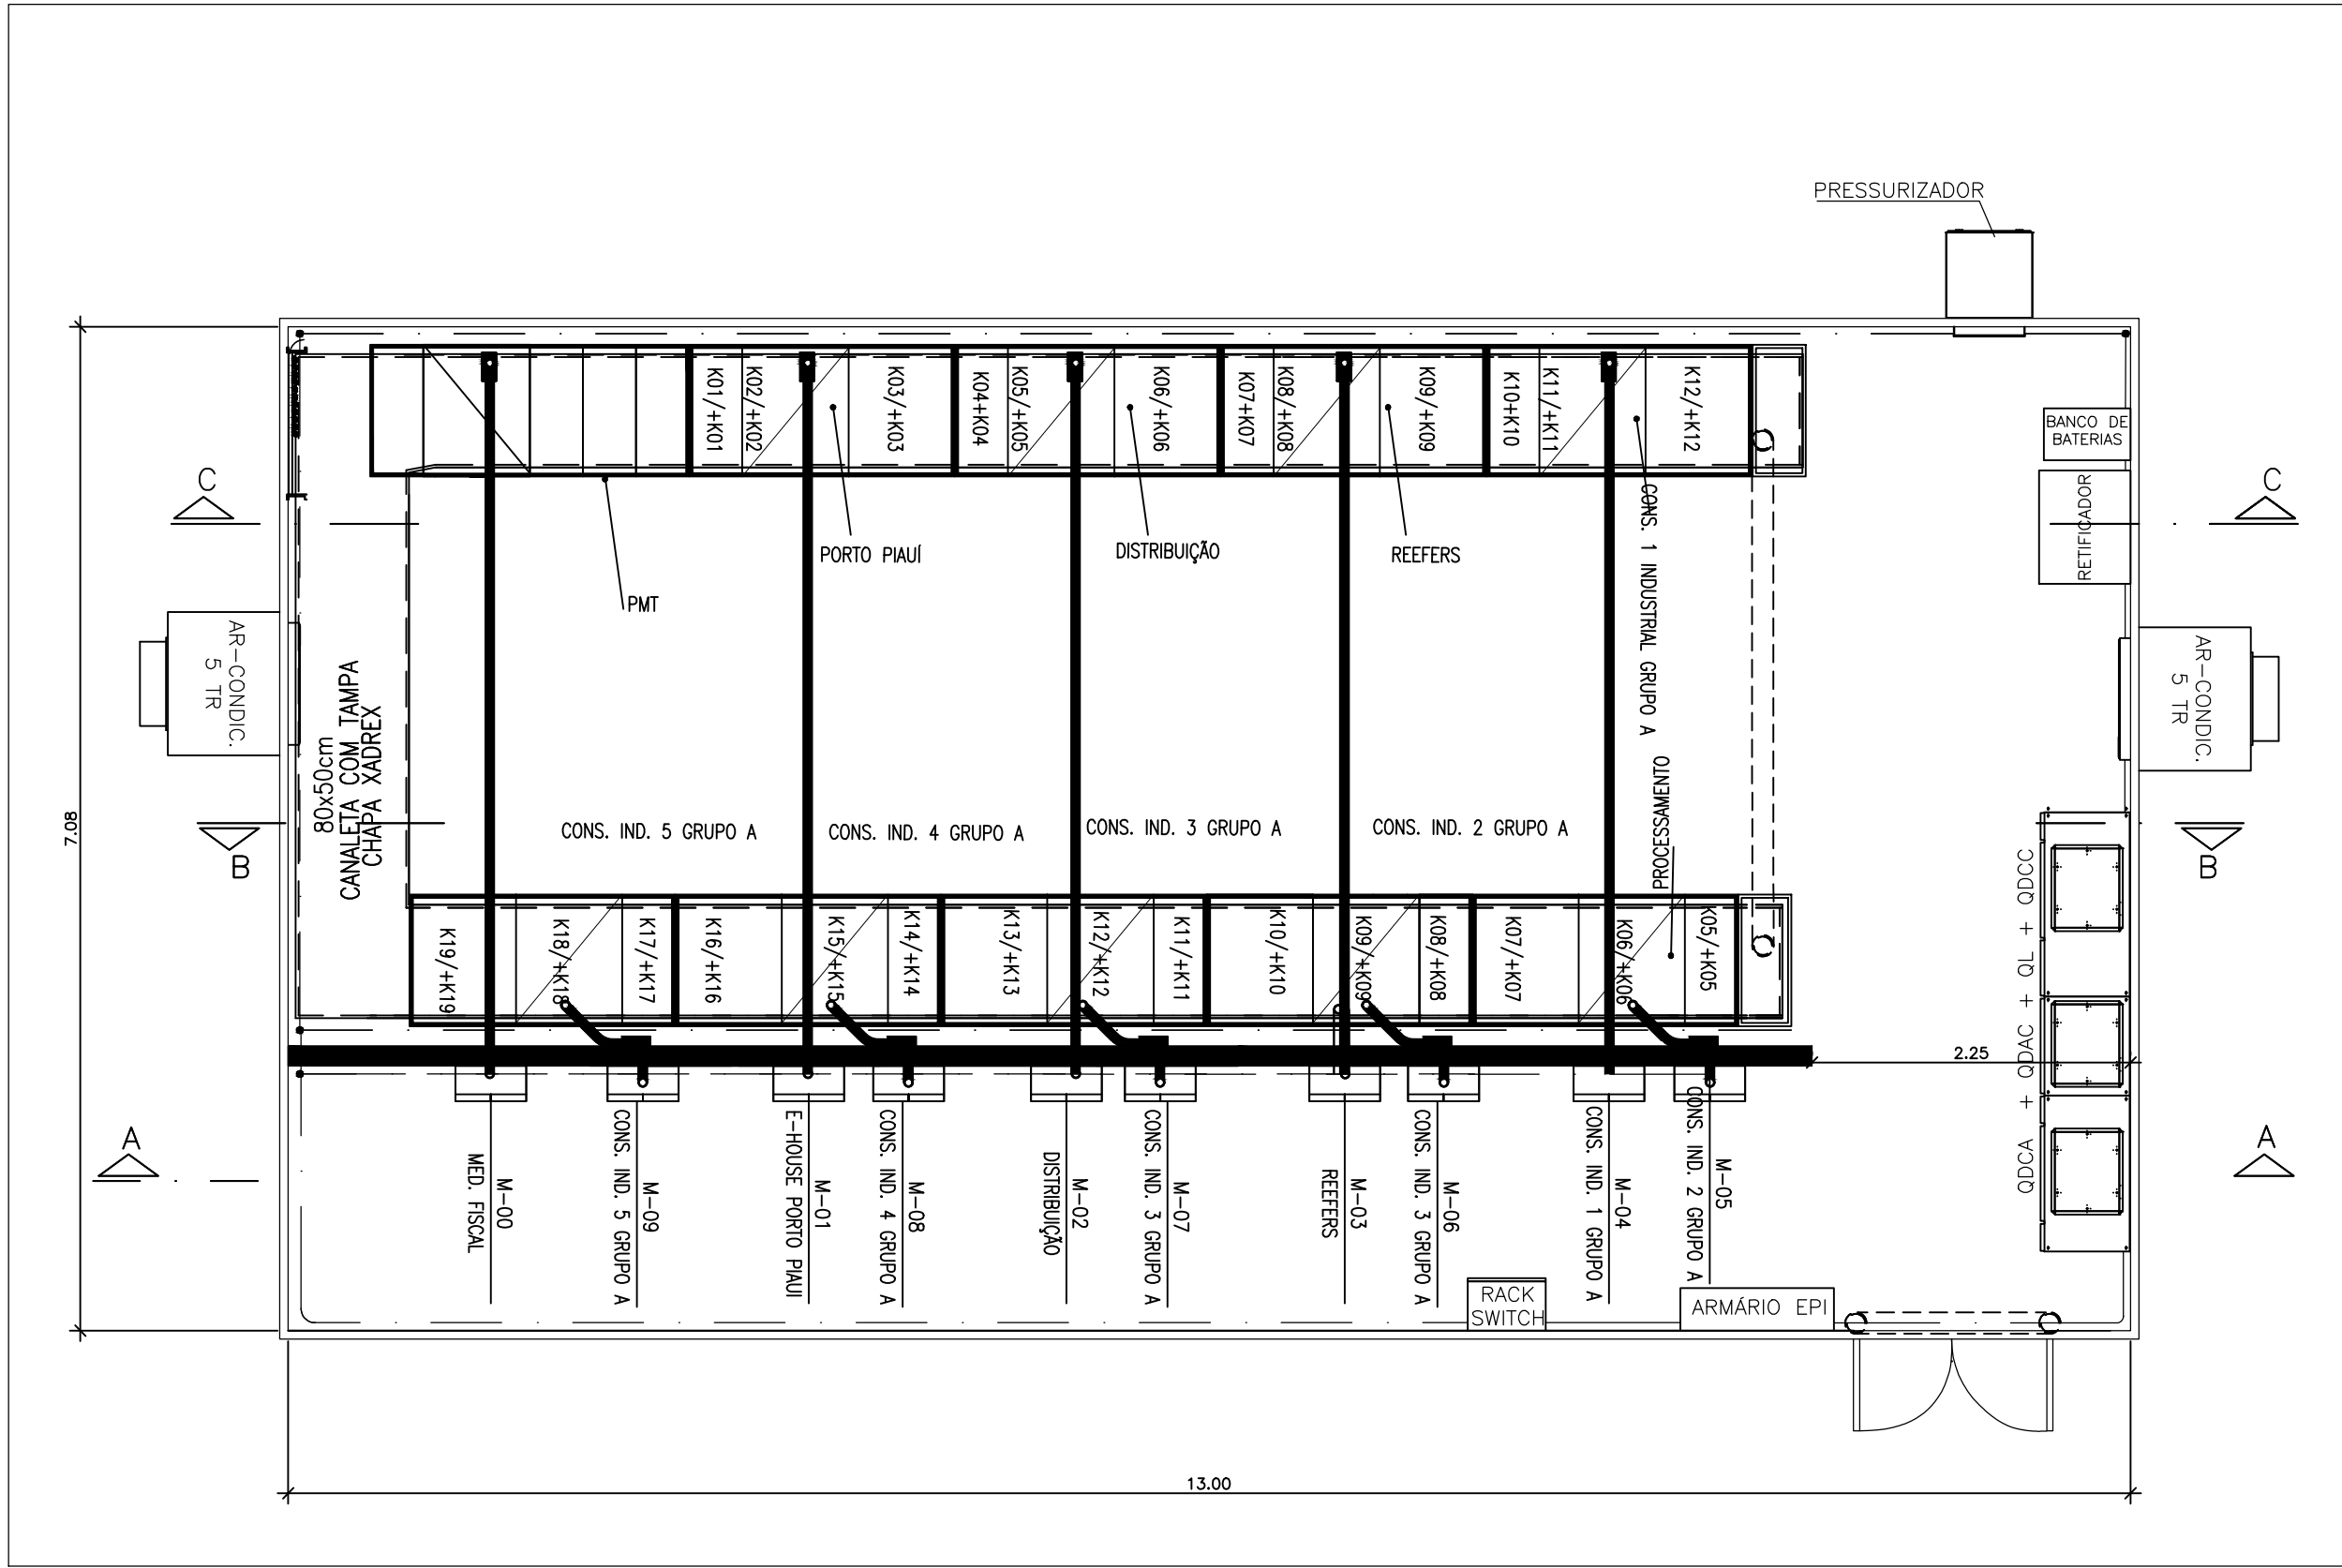 PRESSURIZADOR
K01/+K01
K02/+K02
K03/+K03
K04+K04
K05/+K05
K06/+K06
K07+K07
K08/+K08
K09/+K09
K10+K10
K11/+K11
K12/+K12
BANCO DE
BATERIAS
RETIFICADOR
C
C
PORTO PIAUÍ
DISTRIBUIÇÃO
REEFERS
PMT
CONS. 1 INDUSTRIAL GRUPO A
AR-CONDIC.
5 TR
AR-CONDIC.
5 TR
80x50cm
CANALETA COM TAMPA
CHAPA XADREX
PROCESSAMENTO
7.08
B
B
CONS. IND. 5 GRUPO A
CONS. IND. 4 GRUPO A
CONS. IND. 3 GRUPO A
CONS. IND. 2 GRUPO A
K19/+K19
K18/+K18
K17/+K17
K16/+K16
K15/+K15
K14/+K14
K13/+K13
K12/+K12
K11/+K11
K10/+K10
K09/+K09
K08/+K08
K07/+K07
K06/+K06
K05/+K05
QDCA + QDAC + QL + QDCC
2.25
A
A
M-00
MED. FISCAL
M-09
CONS. IND. 5 GRUPO A
M-01
E-HOUSE PORTO PIAUI
M-08
CONS. IND. 4 GRUPO A
M-02
DISTRIBUIÇÃO
M-07
CONS. IND. 3 GRUPO A
M-03
REEFERS
M-06
CONS. IND. 3 GRUPO A
M-04
CONS. IND. 1 GRUPO A
M-05
CONS. IND. 2 GRUPO A
RACK
SWITCH
ARMÁRIO EPI
13.00